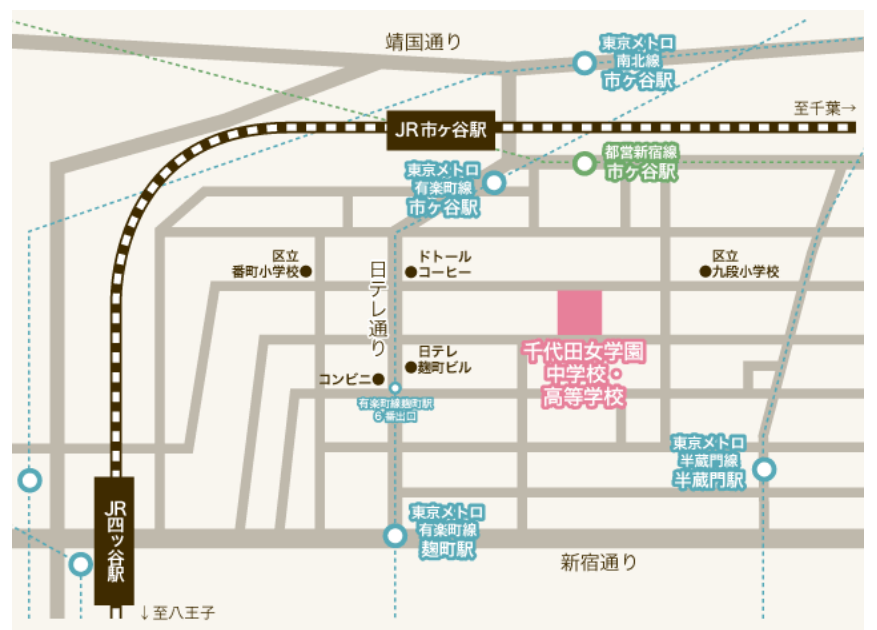 靖国通り
東京メトロ
南北線
市ヶ谷駅
至千葉→
JR市ヶ谷駅
都営新宿線
市ヶ谷駅
東京メトロ
有楽町線
市ヶ谷駅
区立
番町小学校
日テレ通り
ドトール
コーヒー
区立
九段小学校
千代田女学園
中学校・
高等学校
日テレ
麹町ビル
コンビニ
有楽町線麹町駅
6番出口
東京メトロ
半蔵門線
半蔵門駅
JR四ッ谷駅
東京メトロ
有楽町線
麹町駅
新宿通り
↓至八王子